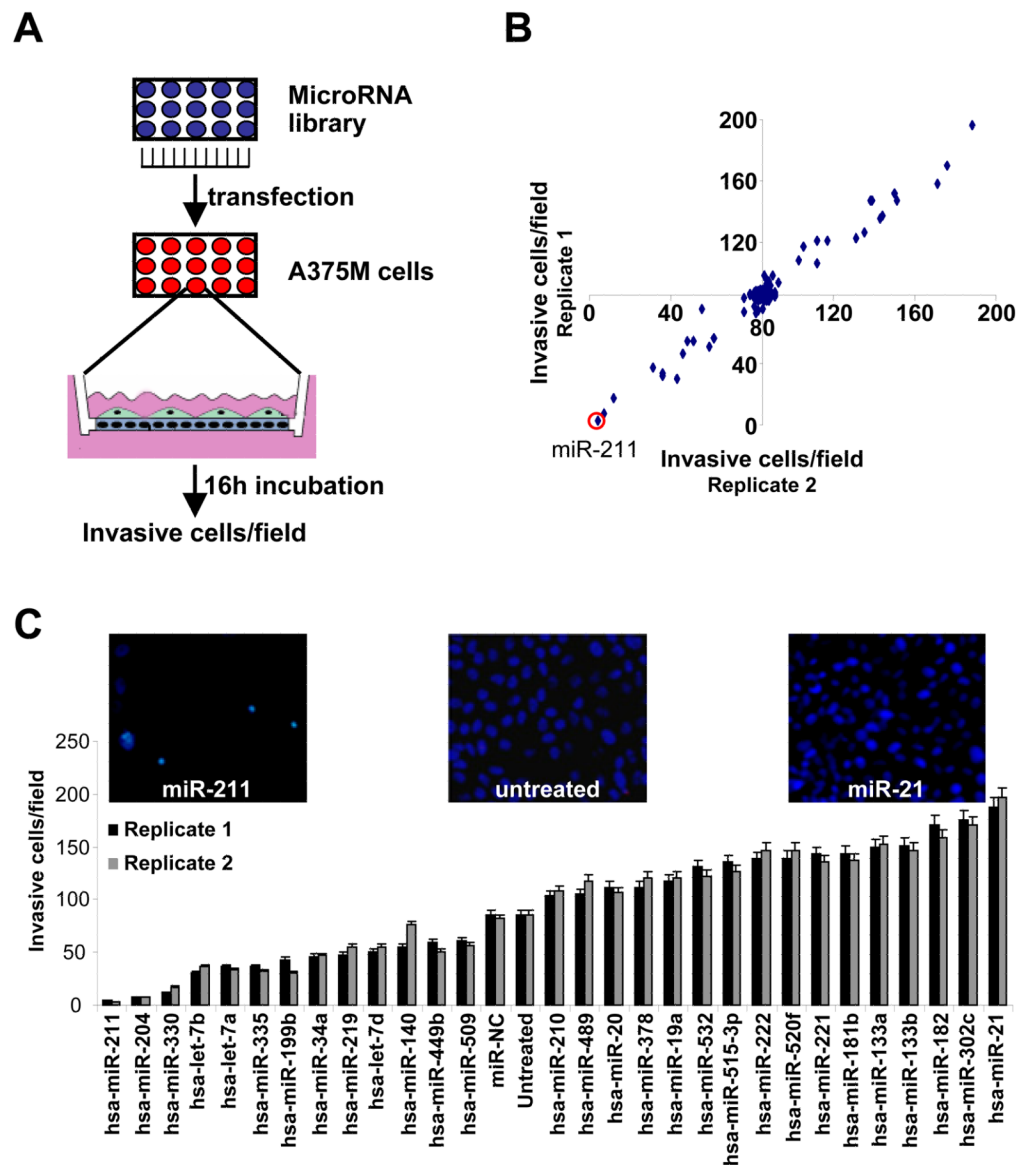 A
MicroRNA
library
transfection
A375M cells
16h incubation
Invasive cells/field
B
Invasive cells/field
Replicate 1
200
160
120
0
40
80
120
160
200
40
0
miR-211
Invasive cells/field
Replicate 2
C
miR-211
untreated
miR-21
Invasive cells/field
250
200
150
100
50
0
Replicate 1
Replicate 2
hsa-miR-211
hsa-miR-204
hsa-miR-330
hsa-let-7b
hsa-let-7a
hsa-miR-335
hsa-miR-199b
hsa-miR-34a
hsa-miR-219
hsa-let-7d
hsa-miR-140
hsa-miR-449b
hsa-miR-509
miR-NC
Untreated
hsa-miR-210
hsa-miR-489
hsa-miR-20
hsa-miR-378
hsa-miR-19a
hsa-miR-532
hsa-miR-515-3p
hsa-miR-222
hsa-miR-520f
hsa-miR-221
hsa-miR-181b
hsa-miR-133a
hsa-miR-133b
hsa-miR-182
hsa-miR-302c
hsa-miR-21